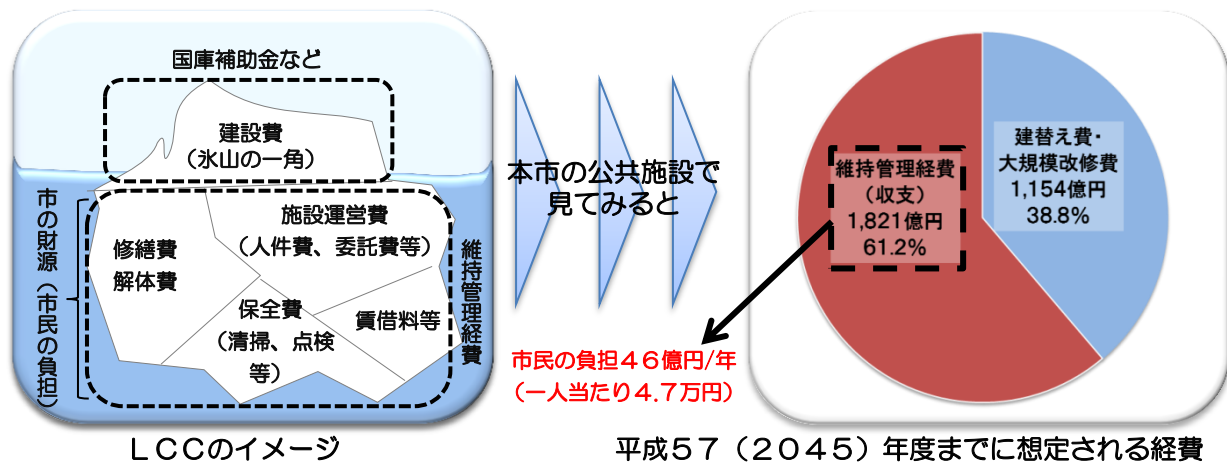 国庫補助金など
建設費
（氷山の一角）
市の財源（市民の負担）
修繕費
解体費
施設運営費
（人件費、委託費等）
保全費
（清掃、点検
等）
賃借料等
維持管理経費
ＬＣＣのイメージ
本市の公共施設で
見てみると
市民の負担４６億円/年
（一人当たり４.７万円）
維持管理経費
（収支）
1,821億円
61.2%
建替え費・
大規模改修費
1,154億円
38.8%
平成５７（２０４５）年度までに想定される経費